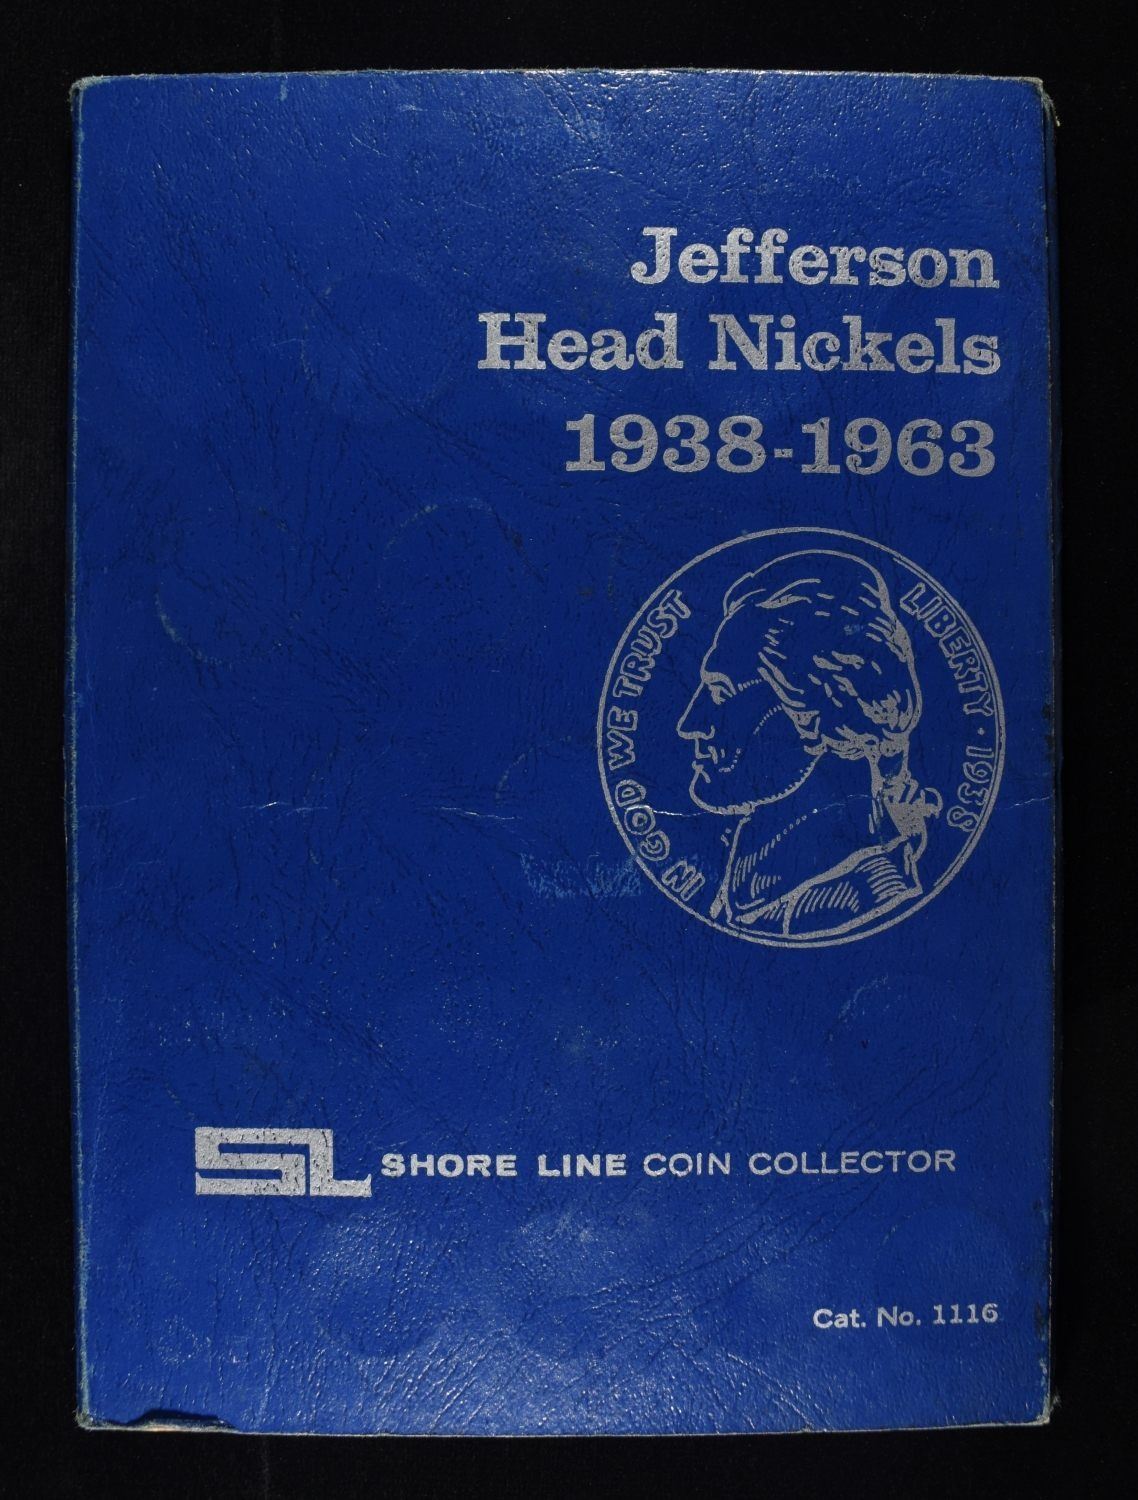 Jefferson
Head Nickels
1938-1963
IN GOD WE TRUST
LIBERTY · 1938
SL SHORE LINE COIN COLLECTOR
Cat. No. 1116